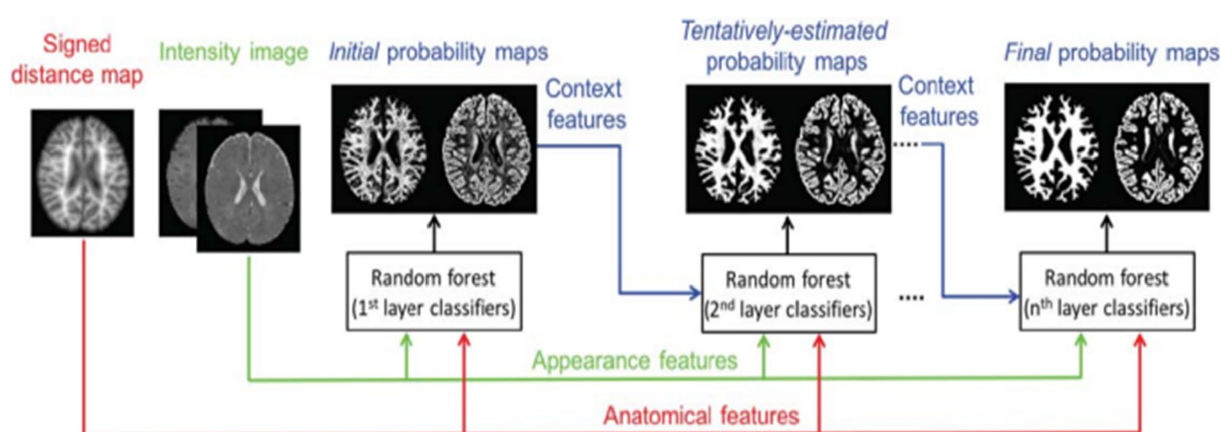 Signed
distance map
Intensity image
Initial probability maps
Context
features
Tentatively-estimated
probability maps
Context
features
Final probability maps
....
Random forest
(1st layer classifiers)
Random forest
(2nd layer classifiers)
....
Random forest
(nth layer classifiers)
Appearance features
Anatomical features